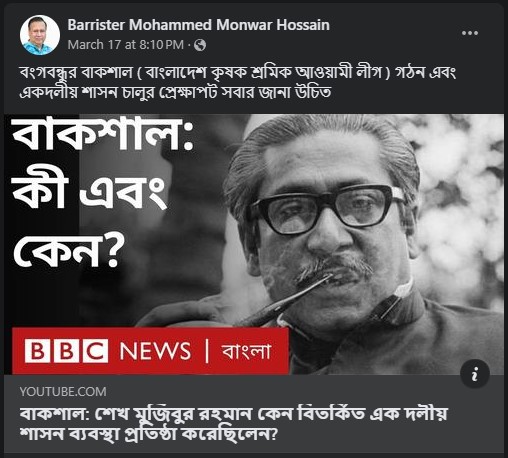 Barrister Mohammed Monwar Hossain
March 17 at 8:10 PM ·
বংগবন্ধুর বাকশাল ( বাংলাদেশ কৃষক শ্রমিক আওয়ামী লীগ ) গঠন এবং
একদলীয় শাসন চালুর প্রেক্ষাপট সবার জানা উচিত
বাকশাল:
কী এবং
কেন?
BBC NEWS | বাংলা
YOUTUBE.COM
বাকশাল: শেখ মুজিবুর রহমান কেন বিতর্কিত এক দলীয়
শাসন ব্যবস্থা প্রতিষ্ঠা করেছিলেন?